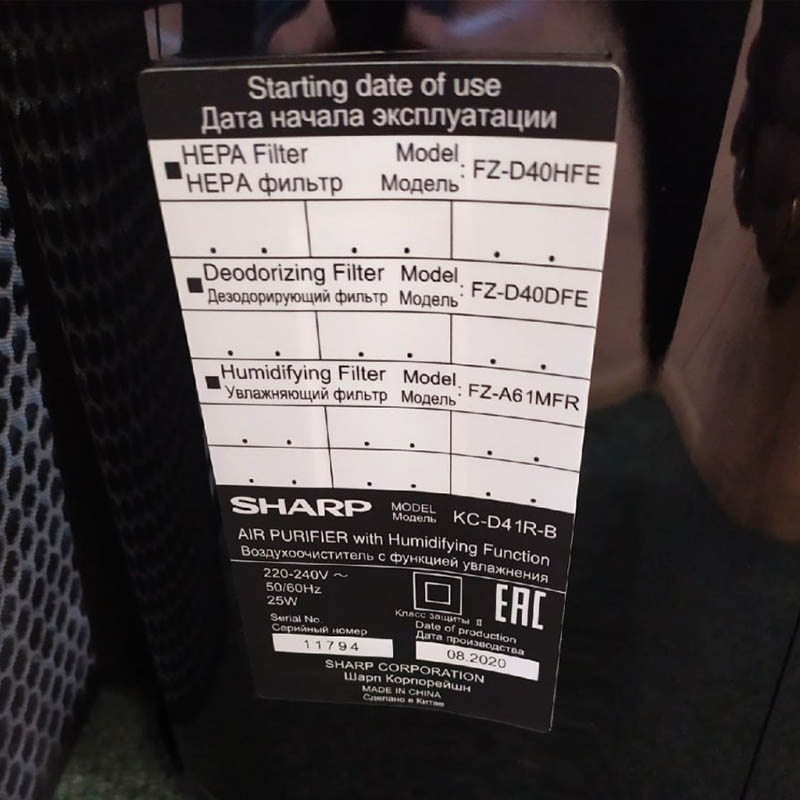 Starting date of use
Дата начала эксплуатации
■ HEPA Filter Model : FZ-D40HFE
HEPA фильтр Модель
. . . . . .
■ Deodorizing Filter Model : FZ-D40DFE
Дезодорирующий фильтр Модель
. . . . . .
■ Humidifying Filter Model : FZ-A61MFR
Увлажняющий фильтр Модель
. . . . . .
. . . . . .
SHARP MODEL KC-D41R-B
Модель
AIR PURIFIER with Humidifying Function
Воздухоочиститель с функцией увлажнения
220-240V ~
50/60Hz
25W
EAC
Класс защиты II
Serial No.
Серийный номер
11794
Date of production
Дата производства
08.2020
SHARP CORPORATION
Шарп Корпорейшн
MADE IN CHINA
Сделано в Китае